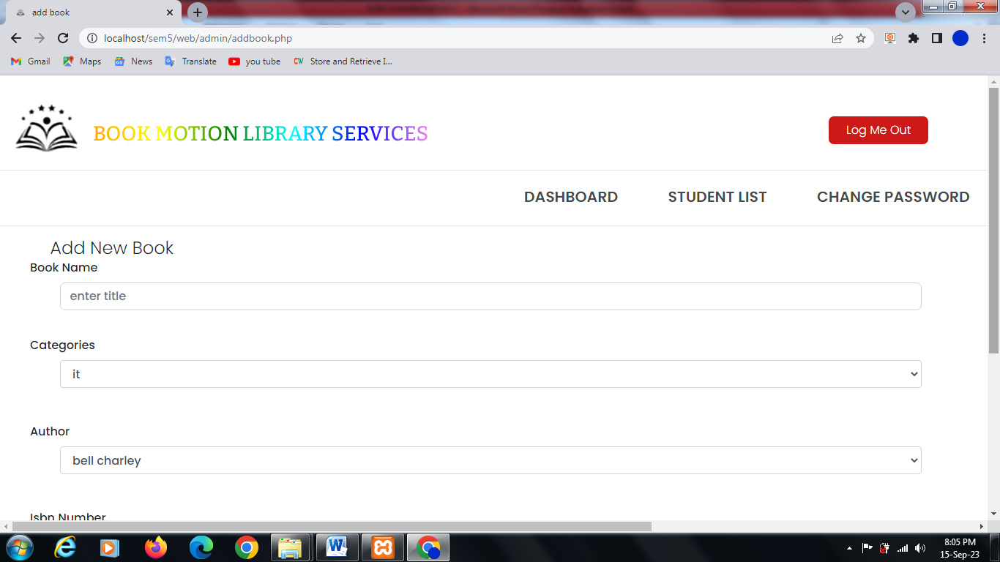 add book
localhost/sem5/web/admin/addbook.php
Gmail Maps News Translate you tube Store and Retrieve I...
BOOK MOTION LIBRARY SERVICES
Log Me Out
DASHBOARD STUDENT LIST CHANGE PASSWORD
Add New Book
Book Name
enter title
Categories
it
Author
bell charley
Isbn Number
8:05 PM
15-Sep-23